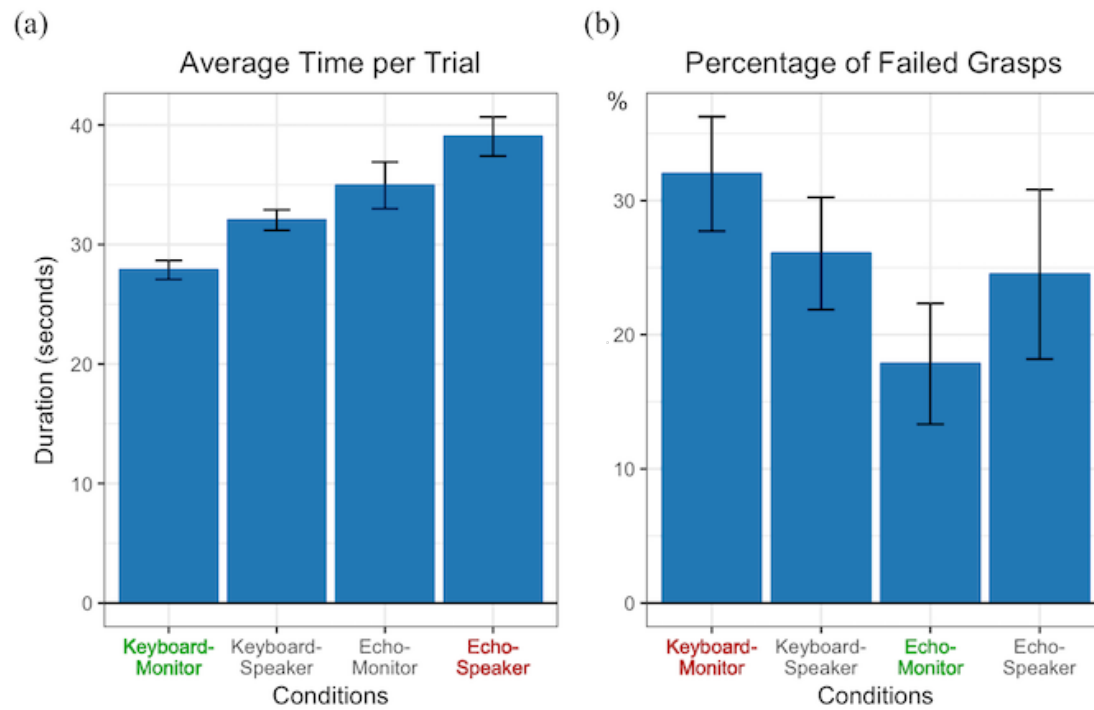 (a)
Average Time per Trial
Duration (seconds)
40
30
20
10
0
Keyboard-
Monitor
Keyboard-
Speaker
Echo-
Monitor
Echo-
Speaker
Conditions
(b)
Percentage of Failed Grasps
%
30
20
10
0
Keyboard-
Monitor
Keyboard-
Speaker
Echo-
Monitor
Echo-
Speaker
Conditions